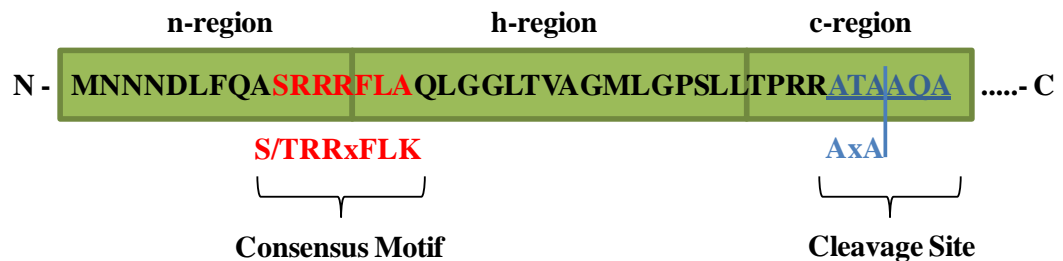 n-region h-region c-region
N - MNNNDLFQASRRRFLAQLGGLTVAGMLGPSLLTPRRATAAQA .....- C
S/TRRxFLK AxA
Consensus Motif Cleavage Site